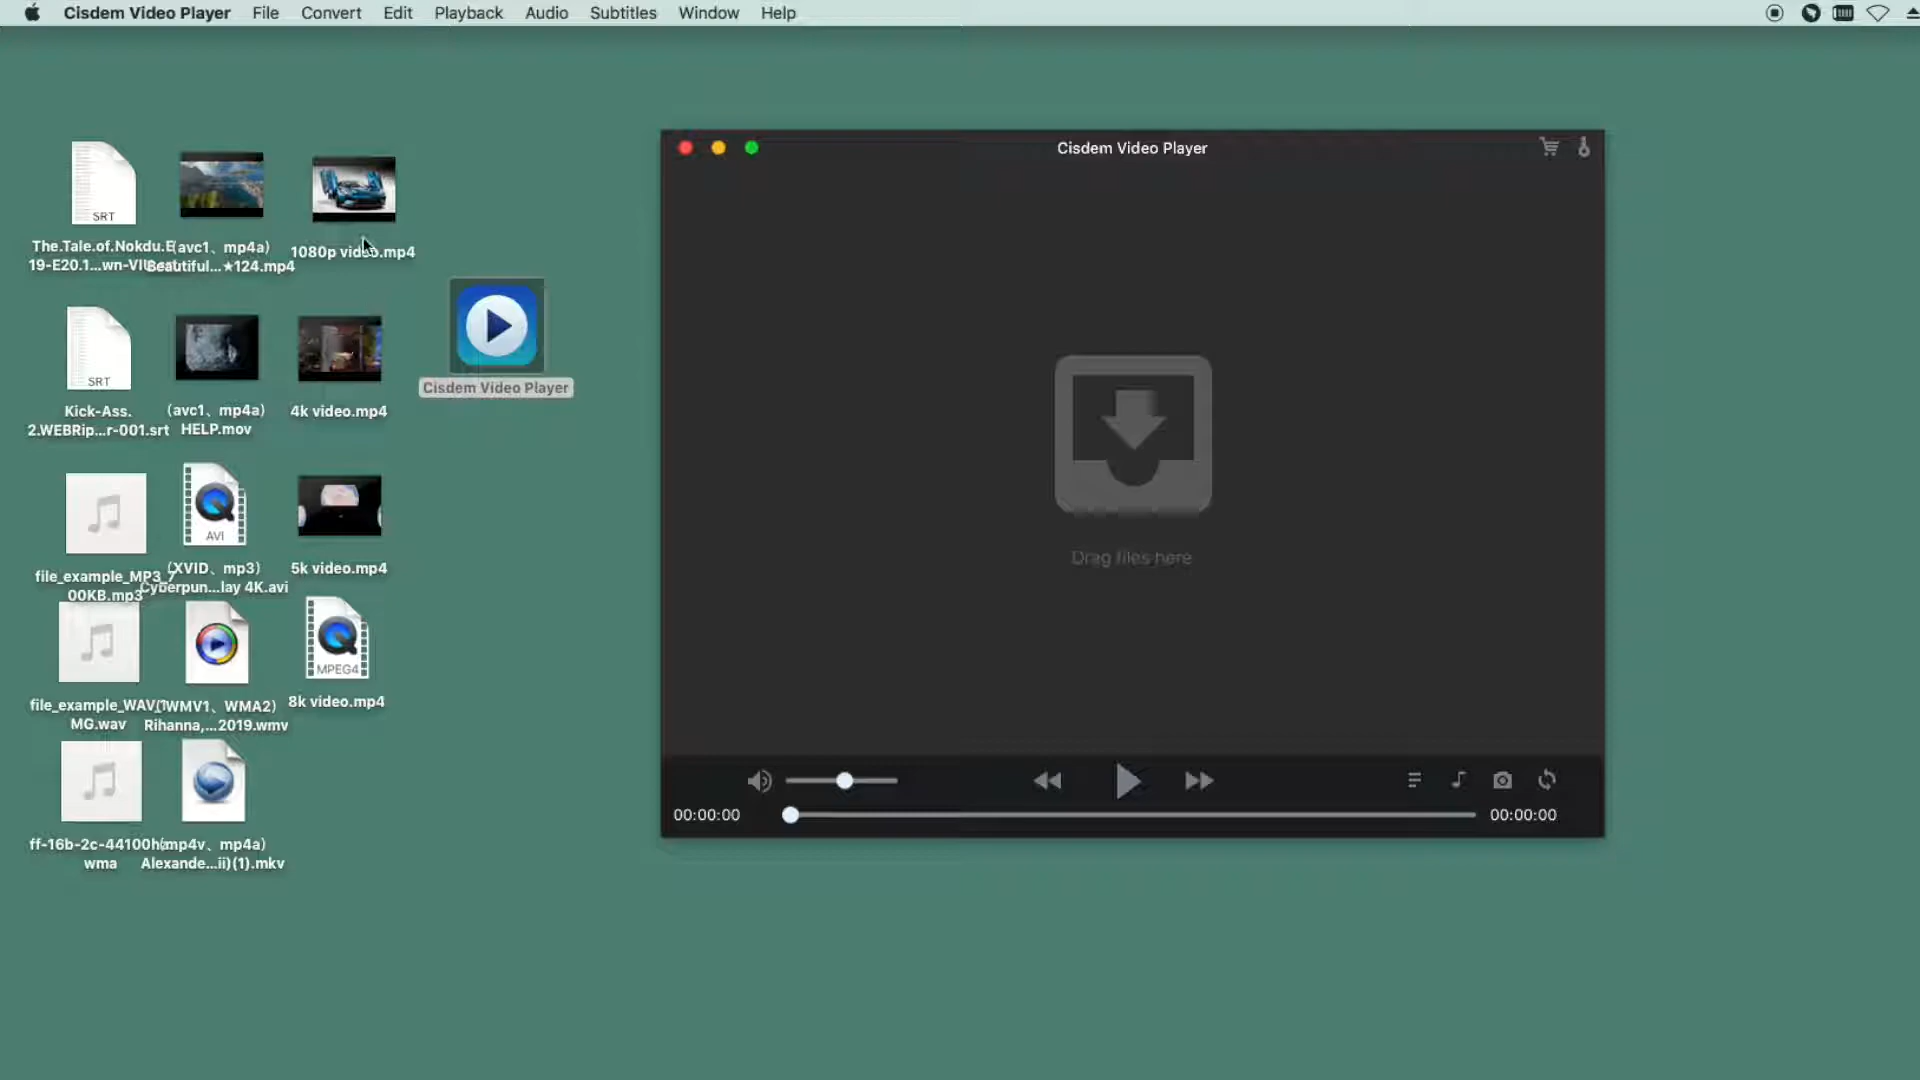 Cisdem Video Player File Convert Edit Playback Audio Subtitles Window Help
Cisdem Video Player
SRT
The.Tale.of.Nokdu.E
19-E20.1...wn-VIU.srt
(avc1、mp4a)
Beautiful...★124.mp4
1080p video.mp4
Cisdem Video Player
SRT
Kick-Ass.
2.WEBRip...r-001.srt
(avc1、mp4a)
HELP.mov
4k video.mp4
AVI
file_example_MP3_7
00KB.mp3
(XVID、mp3)
Cyberpun...lay 4K.avi
5k video.mp4
Drag files here
MPEG4
file_example_WAV_1
MG.wav
(WMV1、WMA2)
Rihanna,...2019.wmv
8k video.mp4
ff-16b-2c-44100hz.
wma
(mp4v、mp4a)
Alexande...ii)(1).mkv
00:00:00
00:00:00